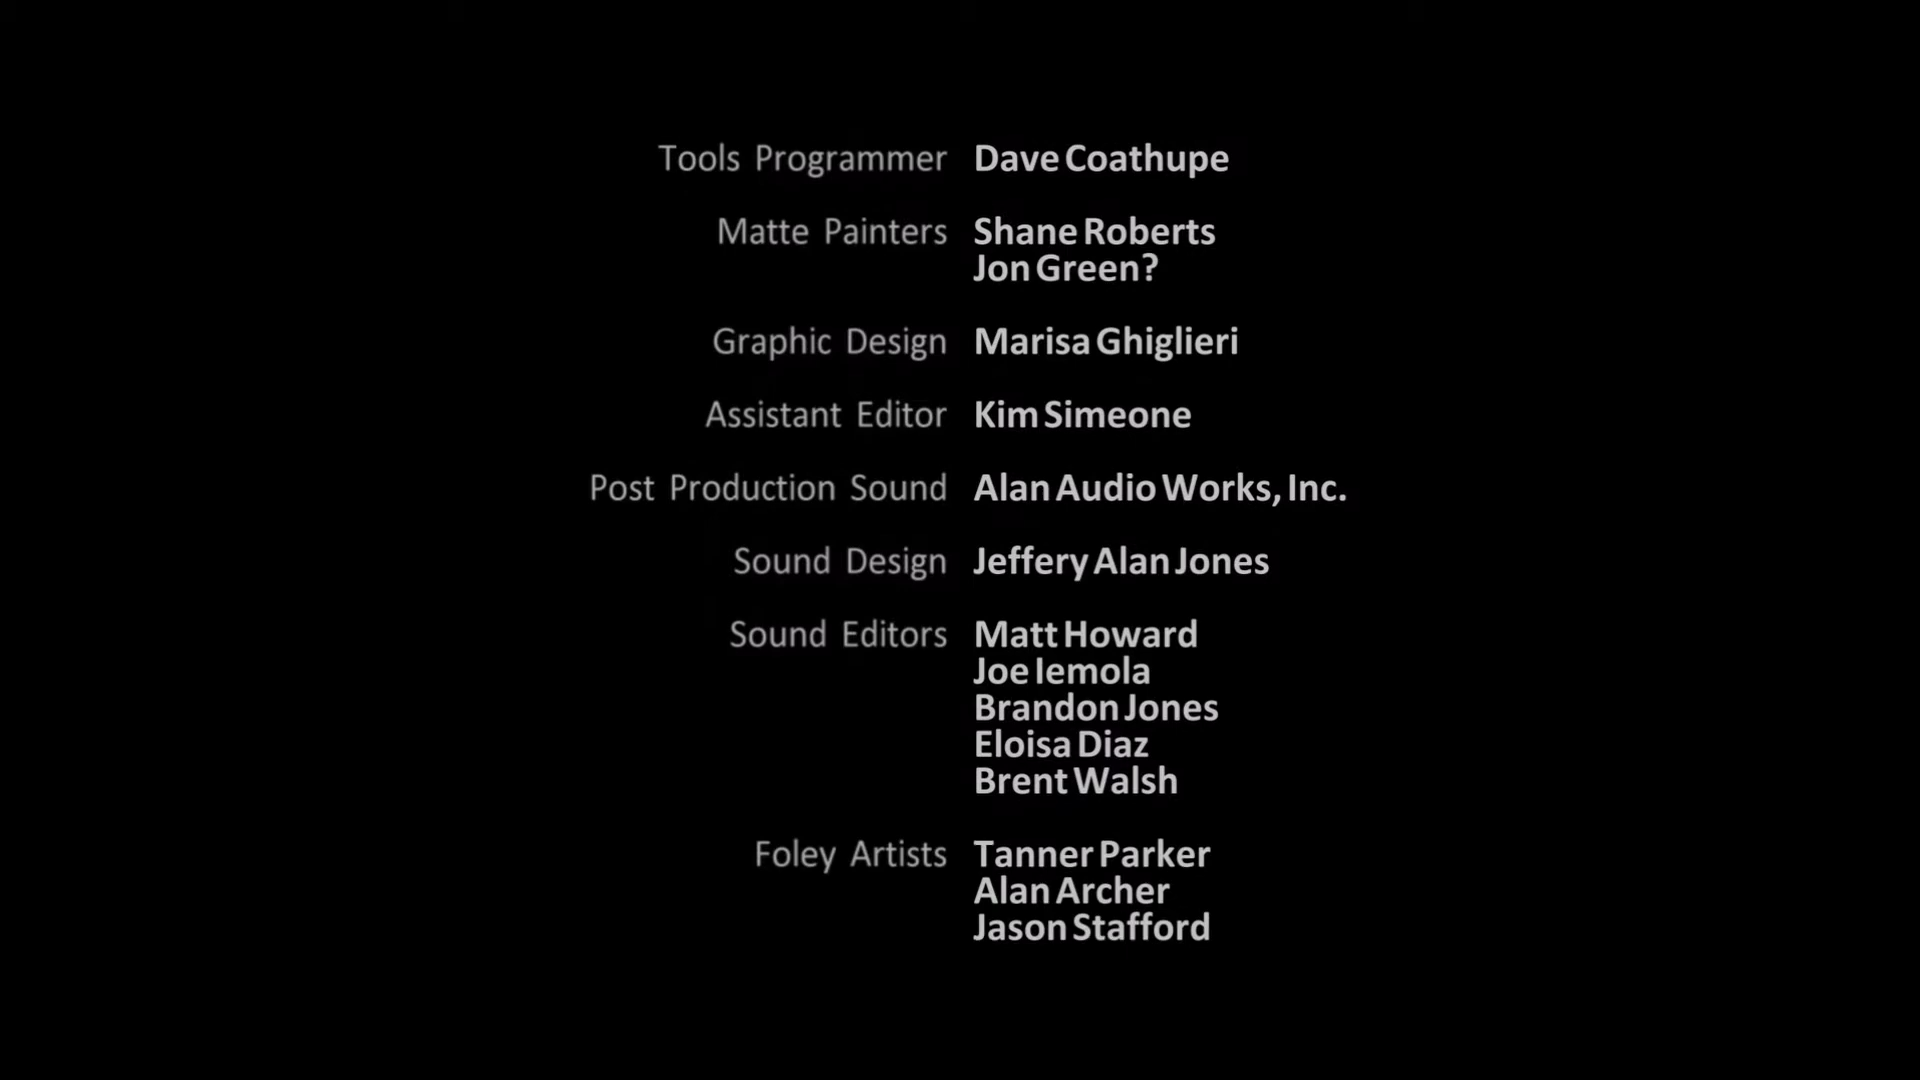 Tools Programmer Dave Coathupe
Matte Painters Shane Roberts
Jon Green?
Graphic Design Marisa Ghiglieri
Assistant Editor Kim Simeone
Post Production Sound Alan Audio Works, Inc.
Sound Design Jeffery Alan Jones
Sound Editors Matt Howard
Joe Iemola
Brandon Jones
Eloisa Diaz
Brent Walsh
Foley Artists Tanner Parker
Alan Archer
Jason Stafford